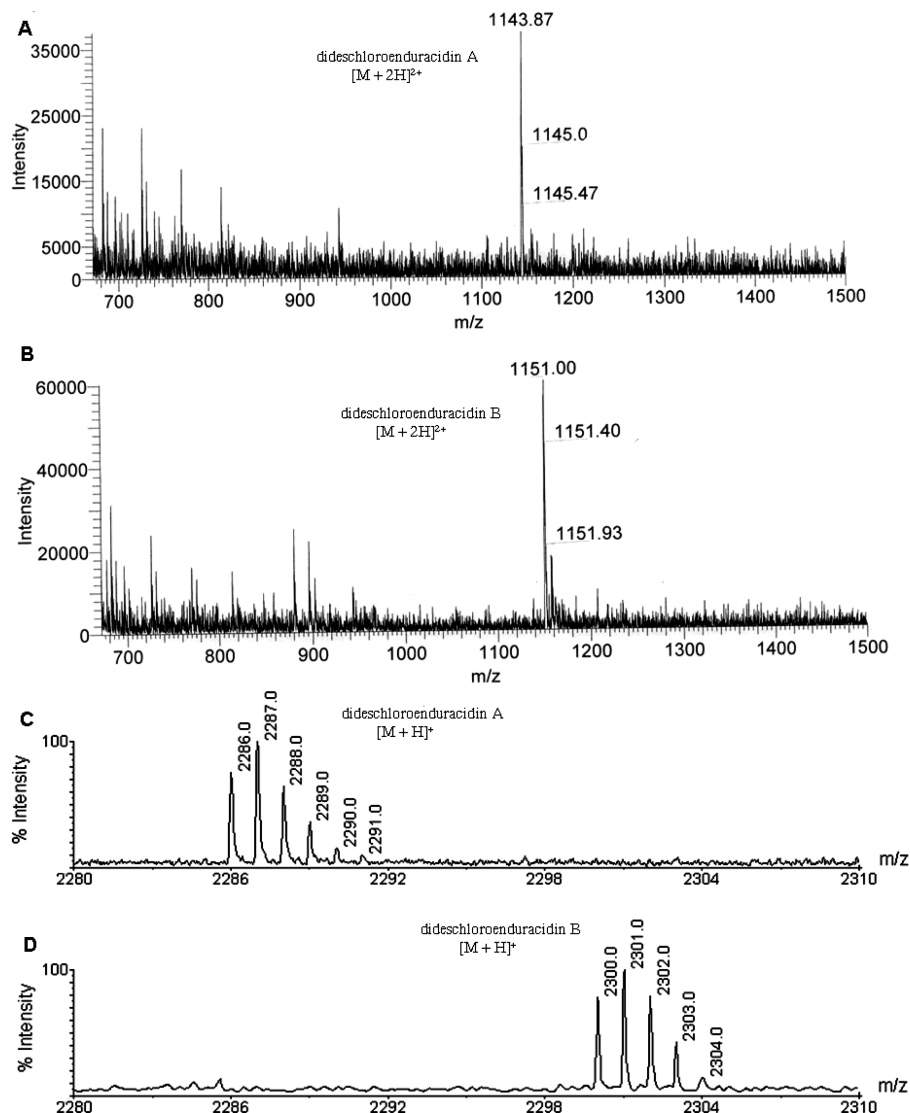 A
1143.87
dideschloroenduracidin A
[M + 2H]²⁺
35000
1145.0
25000
1145.47
15000
5000
0
Intensity
700 800 900 1000 1100 1200 1300 1400 1500
m/z
B
1151.00
60000
dideschloroenduracidin B
[M + 2H]²⁺
1151.40
40000
1151.93
20000
0
Intensity
700 800 900 1000 1100 1200 1300 1400 1500
m/z
C
dideschloroenduracidin A
[M + H]⁺
100
2286.0
2287.0
2288.0
2289.0
2290.0
2291.0
% Intensity
m/z
2280 2286 2292 2298 2304 2310
D
dideschloroenduracidin B
[M + H]⁺
100
2300.0
2301.0
2302.0
2303.0
2304.0
% Intensity
m/z
2280 2286 2292 2298 2304 2310